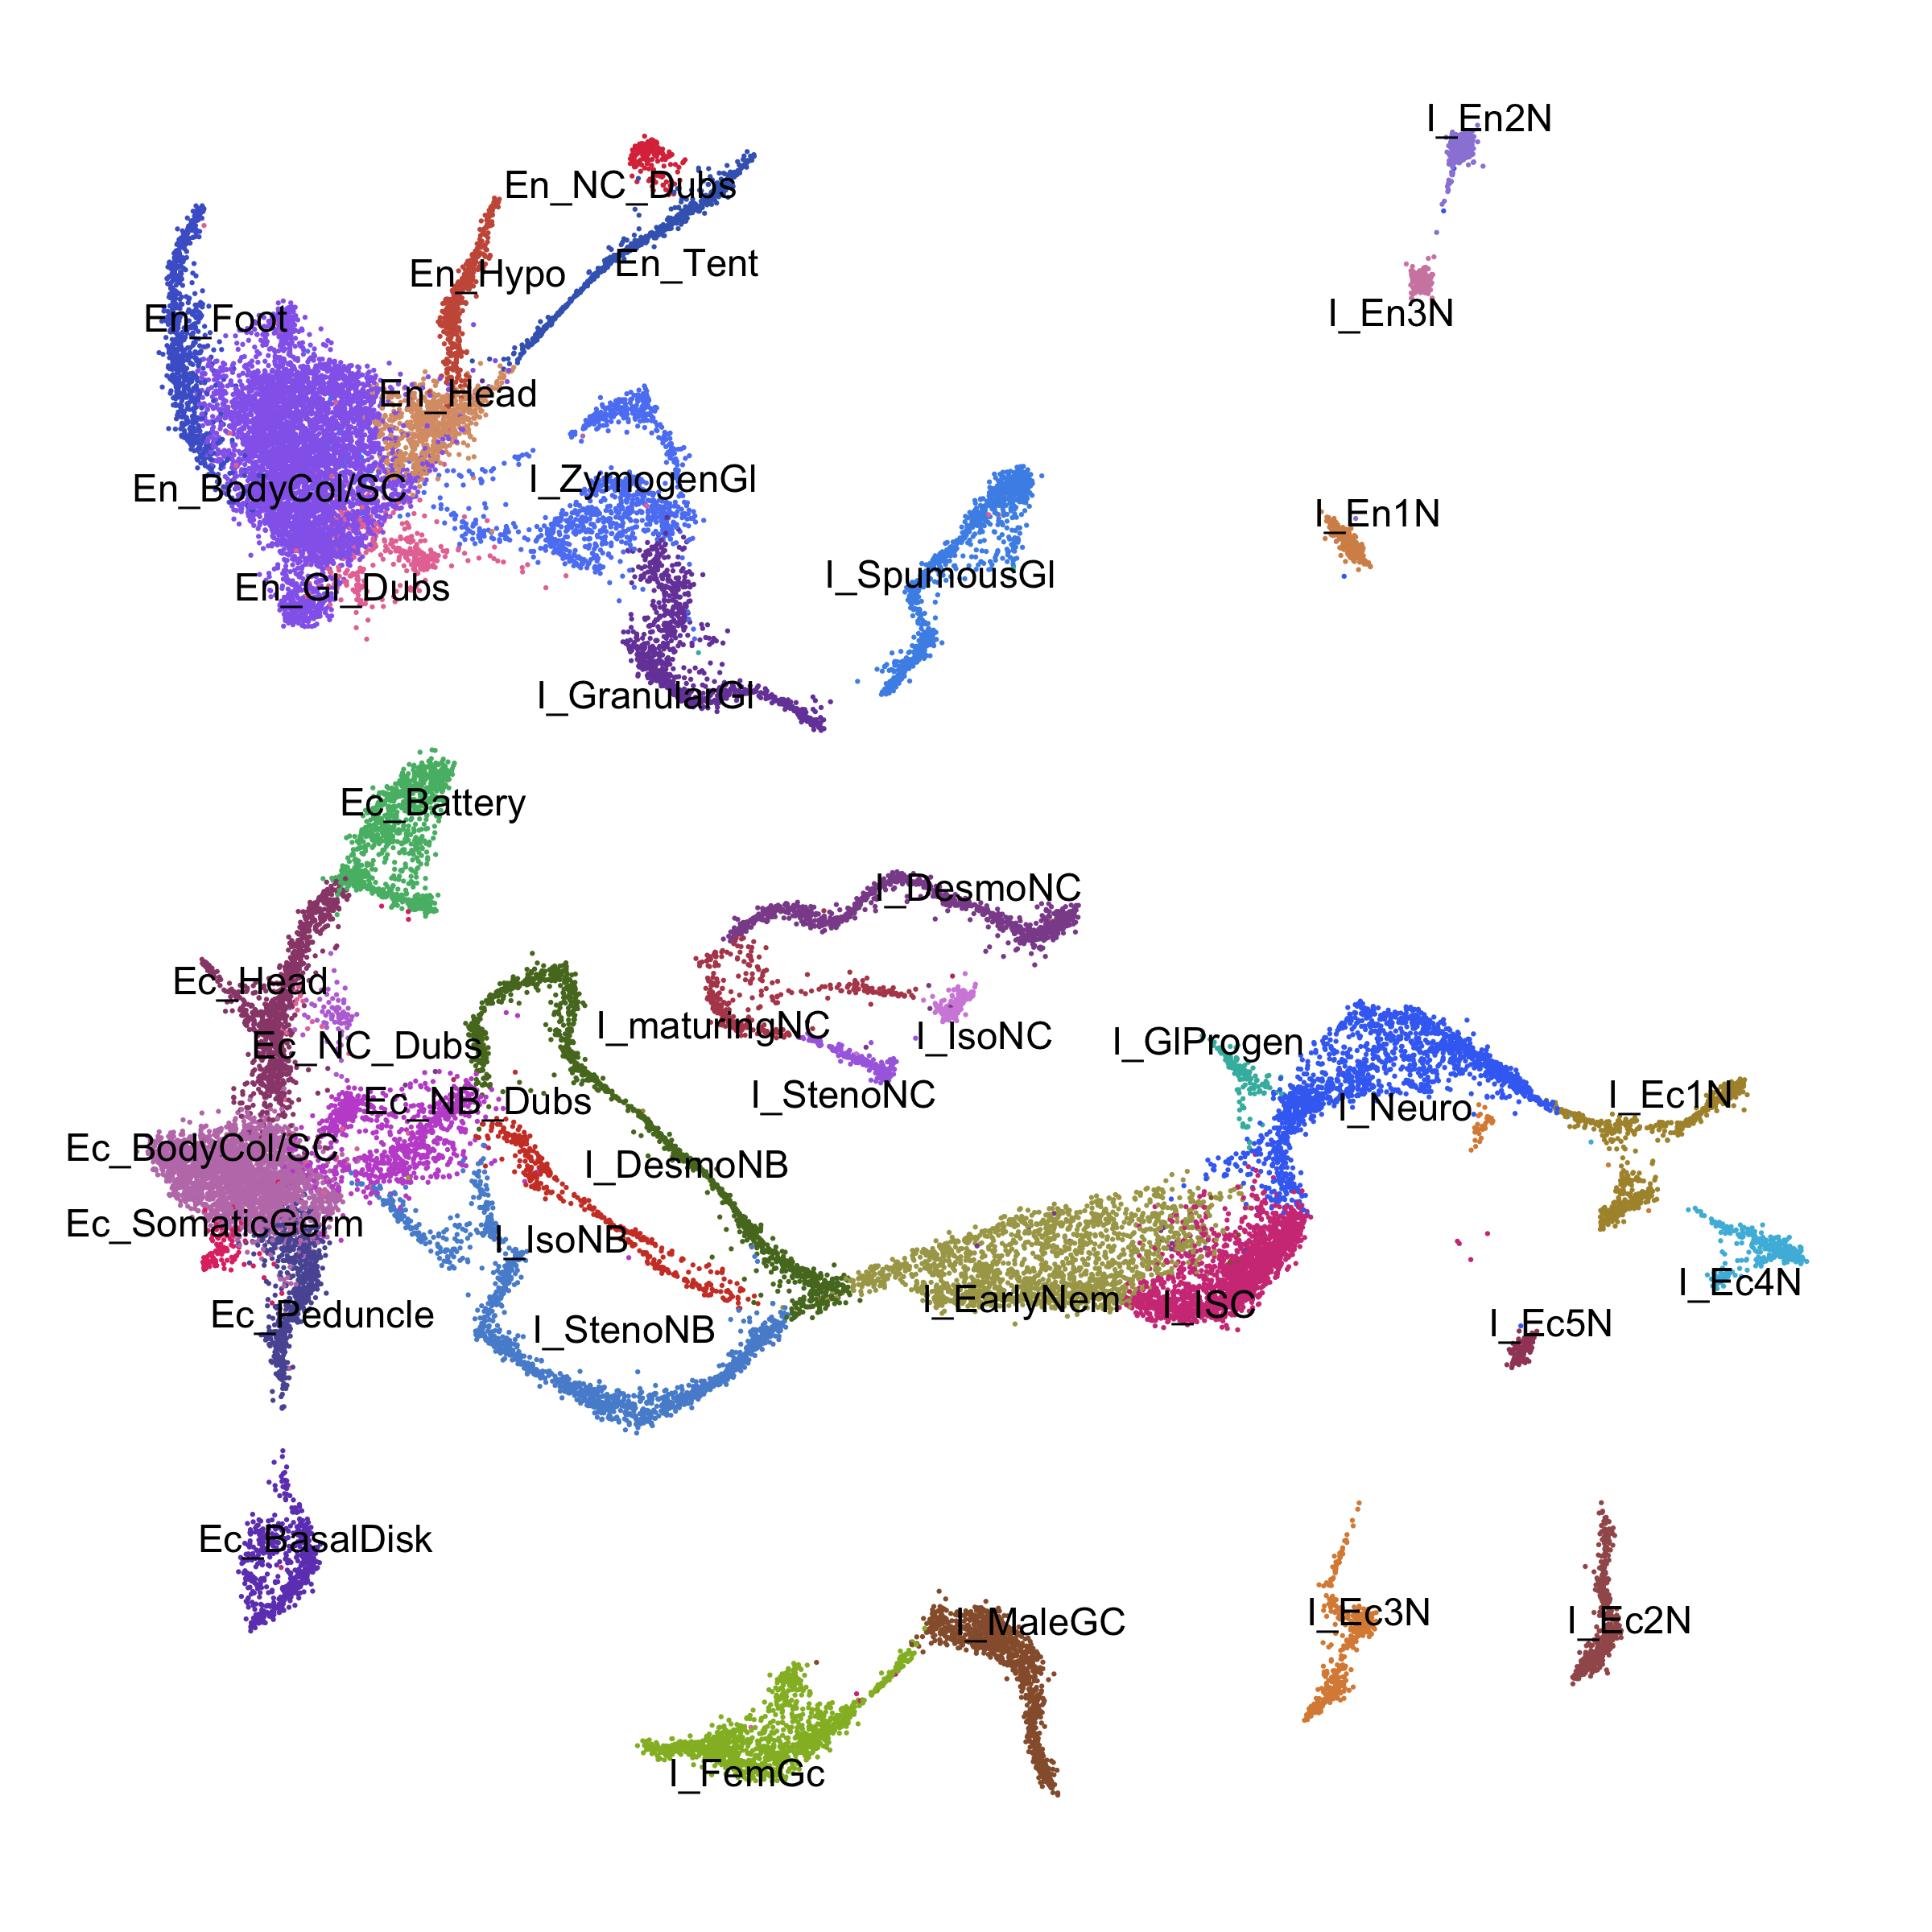 I_En2N
En_NC_Dubs
En_Tent
En_Hypo
I_En3N
En_Foot
En_Head
I_ZymogenGl
En_BodyCol/SC
I_En1N
I_SpumousGl
En_Gl_Dubs
I_GranularGl
Ec_Battery
I_DesmoNC
Ec_Head
I_maturingNC
I_IsoNC
I_GlProgen
Ec_NC_Dubs
I_StenoNC
Ec_NB_Dubs
I_Neuro
I_Ec1N
Ec_BodyCol/SC
I_DesmoNB
Ec_SomaticGerm
I_IsoNB
I_Ec4N
I_EarlyNem
I_ISC
Ec_Peduncle
I_StenoNB
I_Ec5N
Ec_BasalDisk
I_MaleGC
I_Ec3N
I_Ec2N
I_FemGc